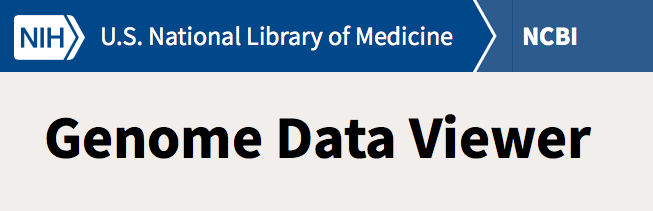 NIH U.S. National Library of Medicine NCBI
Genome Data Viewer